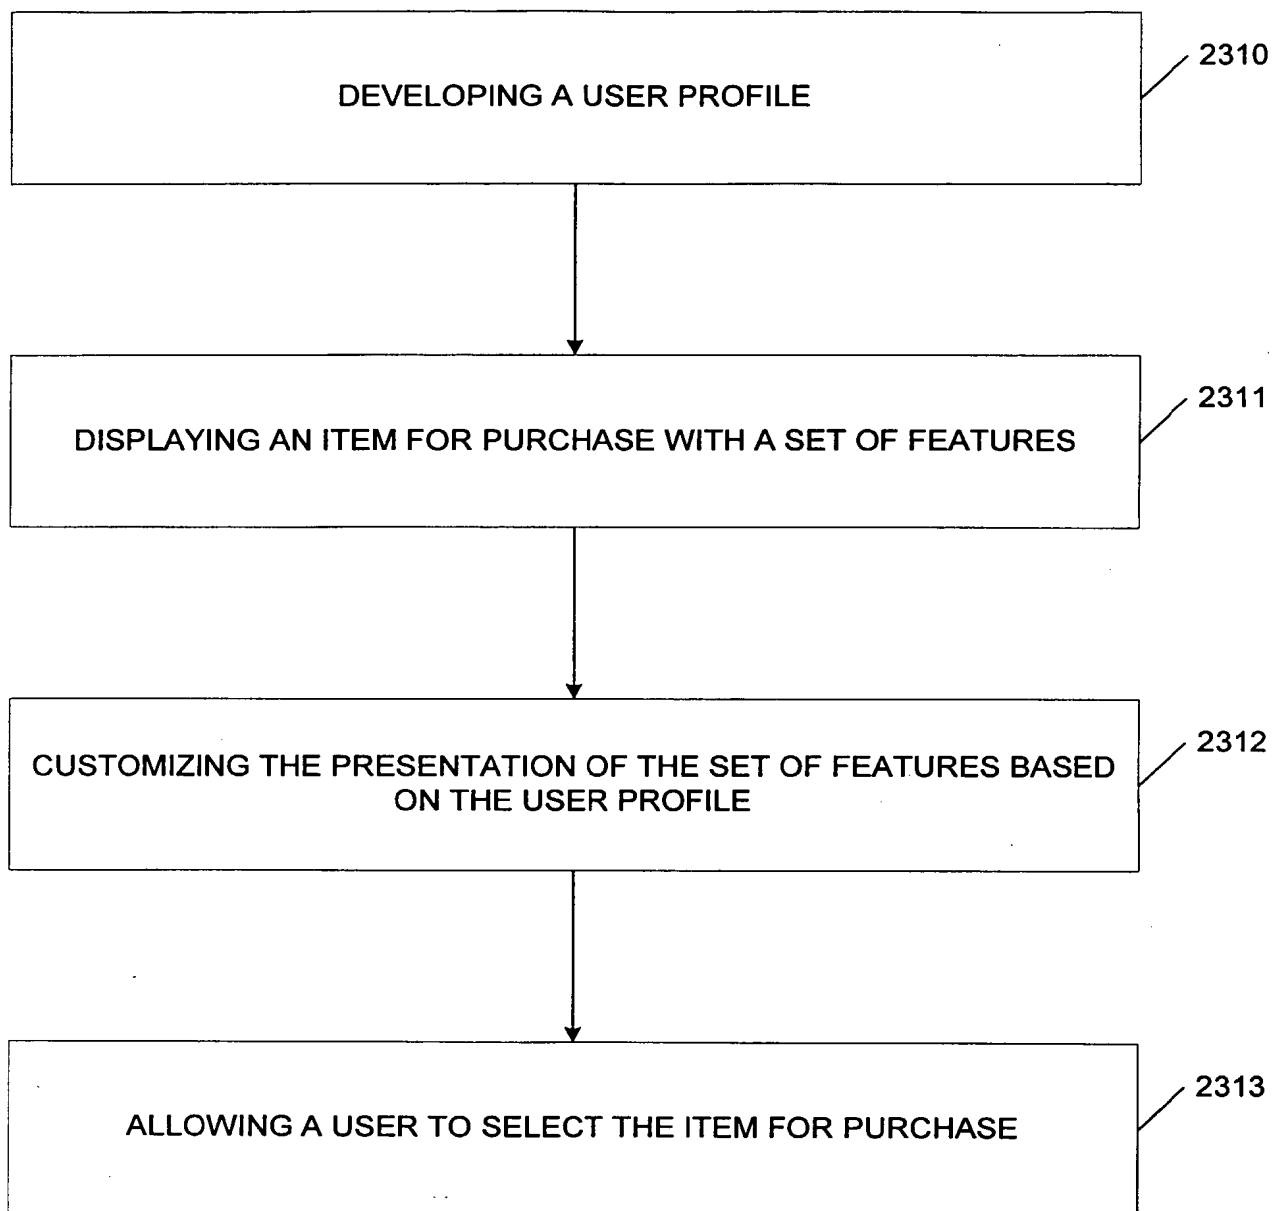 2310
DEVELOPING A USER PROFILE
2311
DISPLAYING AN ITEM FOR PURCHASE WITH A SET OF FEATURES
2312
CUSTOMIZING THE PRESENTATION OF THE SET OF FEATURES BASED
ON THE USER PROFILE
2313
ALLOWING A USER TO SELECT THE ITEM FOR PURCHASE